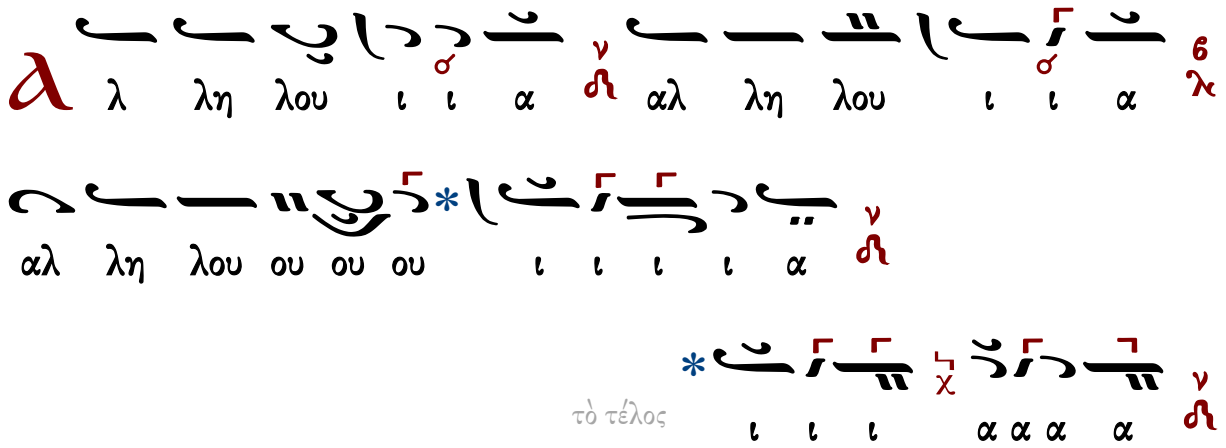 α λ λη λου ι ι α ν αλ λη λου ι ι α β
αλ λη λου ου ου ου * ι ι ι ι α ν
* ι ι ι χ α α α α ν
τὸ τέλος